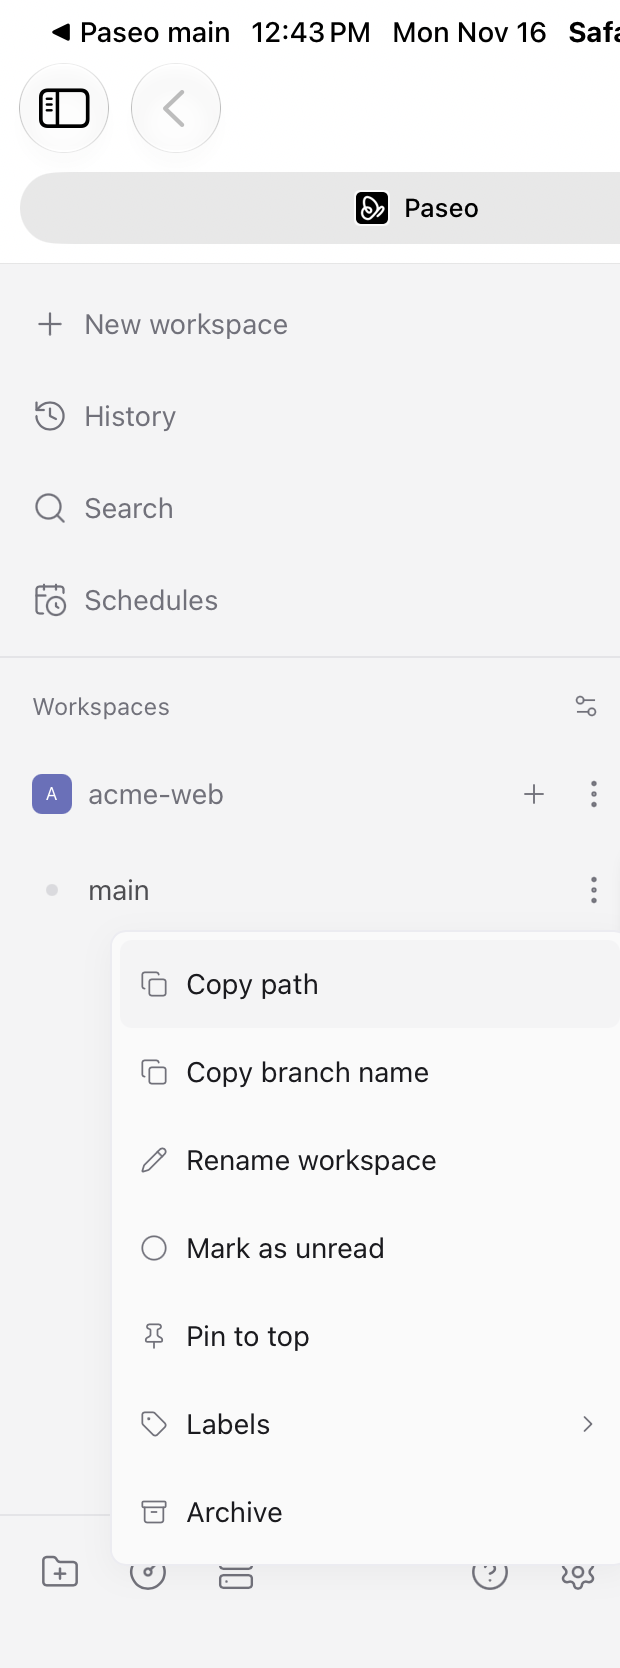 ◀ Paseo main 12:43 PM Mon Nov 16 Safa
Paseo
New workspace
History
Search
Schedules
Workspaces
A acme-web
main
Copy path
Copy branch name
Rename workspace
Mark as unread
Pin to top
Labels
Archive